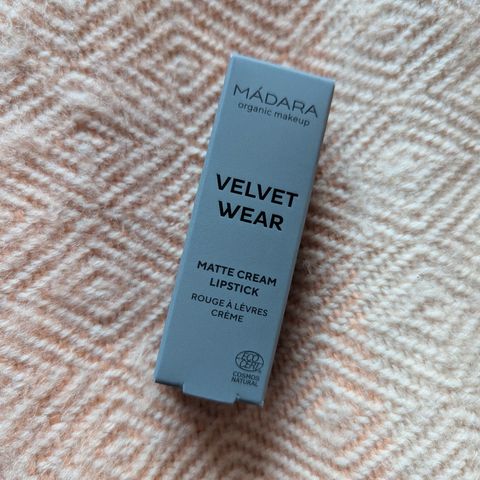 MÁDARA
organic makeup
VELVET
WEAR
MATTE CREAM
LIPSTICK
ROUGE À LÈVRES
CRÈME
ECO
CERT
COSMOS
NATURAL